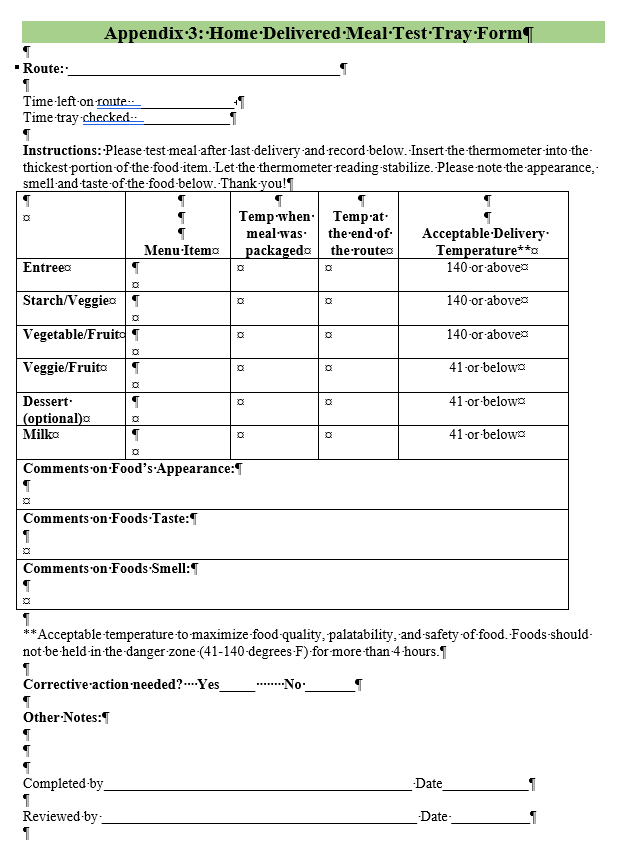 Appendix 3: Home Delivered Meal Test Tray Form¶
¶
Route: ______________________________¶
¶
Time left on route: ____________¶
Time tray checked: ____________¶
¶
Instructions: Please test meal after last delivery and record below. Insert the thermometer into the
thickest portion of the food item. Let the thermometer reading stabilize. Please note the appearance,
smell and taste of the food below. Thank you!¶
¶ ¶ ¶ ¶ ¶
¤ ¶ Temp when Temp at ¶
¶ meal was the end of Acceptable Delivery
Menu Item¤ packaged¤ the route¤ Temperature**¤
Entree¤ ¶ ¤ ¤ 140 or above¤
¤
Starch/Veggie¤ ¶ ¤ ¤ 140 or above¤
¤
Vegetable/Fruit¤ ¶ ¤ ¤ 140 or above¤
¤
Veggie/Fruit¤ ¶ ¤ ¤ 41 or below¤
¤
Dessert ¶ ¤ ¤ 41 or below¤
(optional)¤ ¤
Milk¤ ¶ ¤ ¤ 41 or below¤
¤
Comments on Food’s Appearance:¶
¶
¤
Comments on Foods Taste:¶
¶
¤
Comments on Foods Smell:¶
¶
¤
¶
**Acceptable temperature to maximize food quality, palatability, and safety of food. Foods should
not be held in the danger zone (41-140 degrees F) for more than 4 hours.¶
¶
Corrective action needed? Yes_____ No _______¶
¶
Other Notes:¶
¶
¶
¶
Completed by______________________________ Date____________¶
¶
Reviewed by ______________________________ Date ___________¶
¶